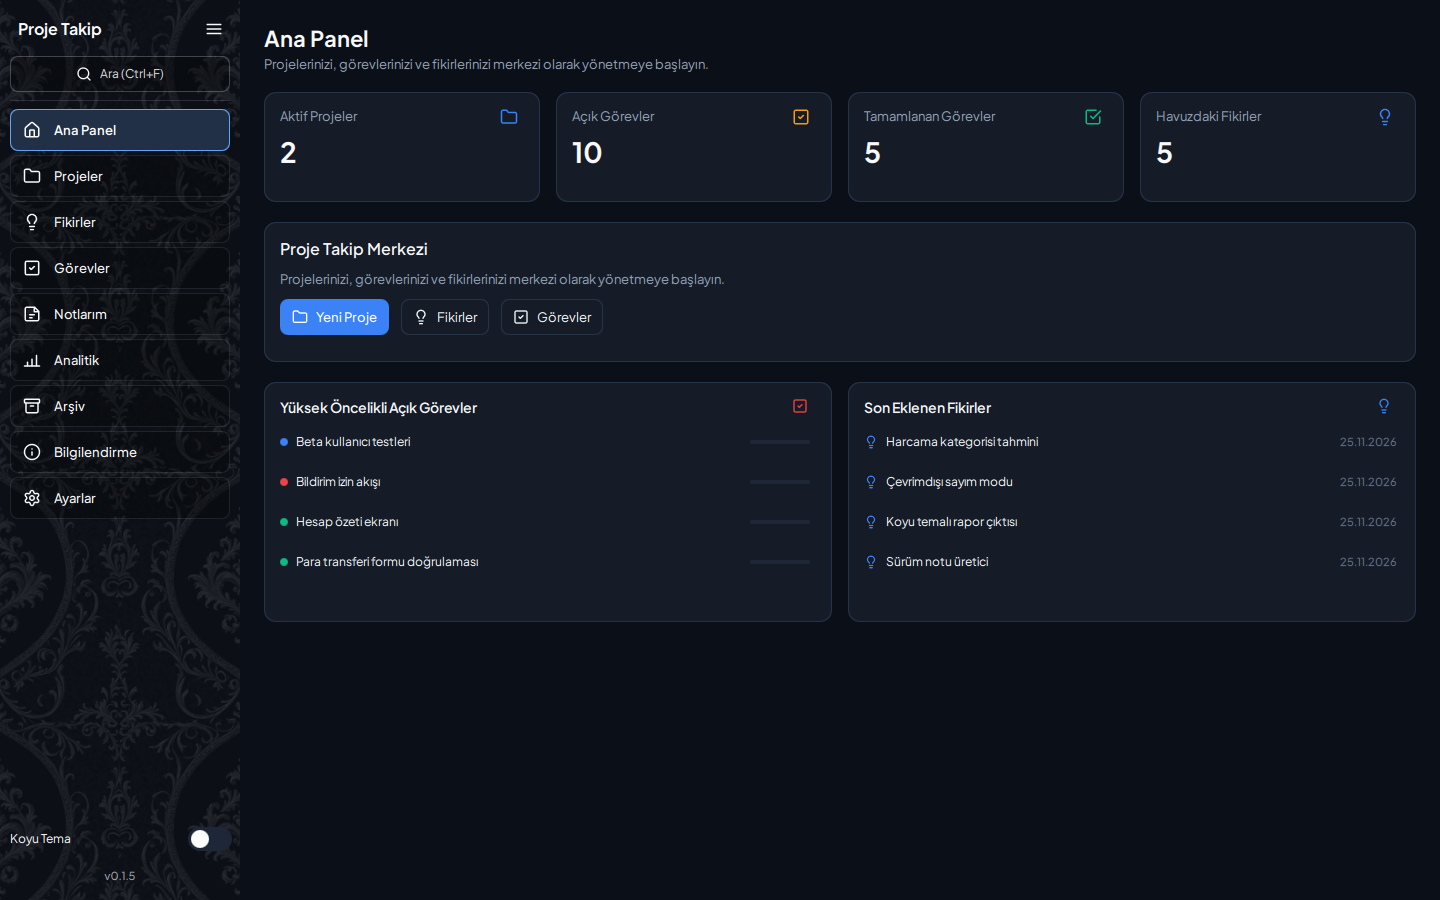 Proje Takip
Ara (Ctrl+F)
Ana Panel
Projeler
Fikirler
Görevler
Notlarım
Analitik
Arşiv
Bilgilendirme
Ayarlar
Koyu Tema
v0.1.5
Ana Panel
Projelerinizi, görevlerinizi ve fikirlerinizi merkezi olarak yönetmeye başlayın.
Aktif Projeler
2
Açık Görevler
10
Tamamlanan Görevler
5
Havuzdaki Fikirler
5
Proje Takip Merkezi
Projelerinizi, görevlerinizi ve fikirlerinizi merkezi olarak yönetmeye başlayın.
Yeni Proje
Fikirler
Görevler
Yüksek Öncelikli Açık Görevler
Beta kullanıcı testleri
Bildirim izin akışı
Hesap özeti ekranı
Para transferi formu doğrulaması
Son Eklenen Fikirler
Harcama kategorisi tahmini 25.11.2026
Çevrimdışı sayım modu 25.11.2026
Koyu temalı rapor çıktısı 25.11.2026
Sürüm notu üretici 25.11.2026